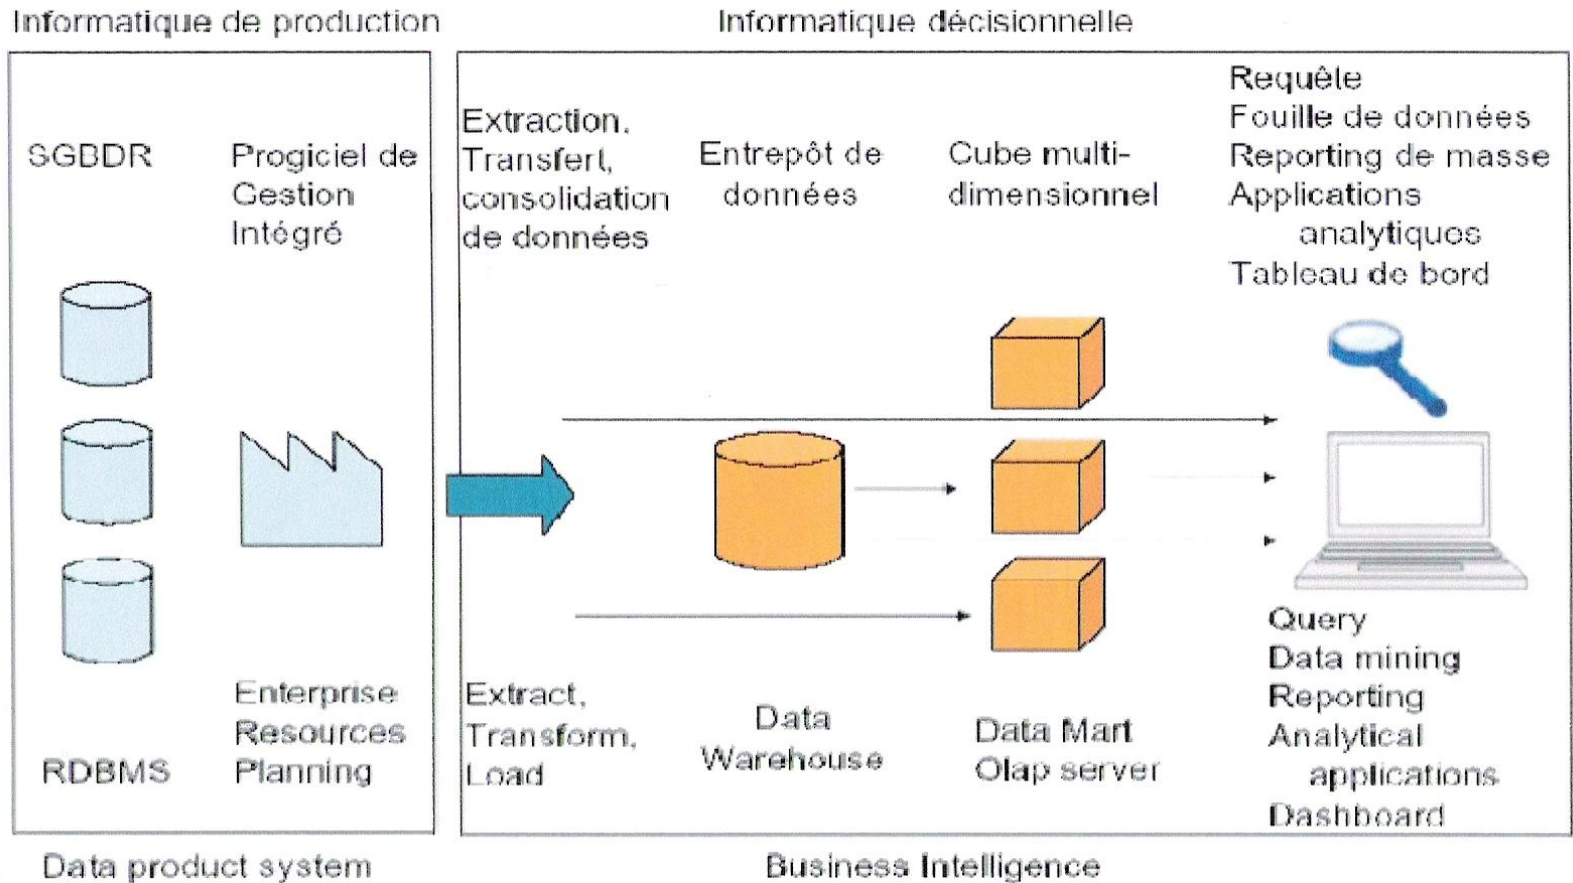 Informatique de production
Informatique décisionnelle
SGBDR
Progiciel de
Gestion
Intégré
Extraction,
Transfert,
consolidation
de données
Entrepôt de
données
Cube multi-
dimensionnel
Requête
Fouille de données
Reporting de masse
Applications
analytiques
Tableau de bord
RDBMS
Enterprise
Resources
Planning
Extract,
Transform,
Load
Data
Warehouse
Data Mart
Olap server
Query
Data mining
Reporting
Analytical
applications
Dashboard
Data product system
Business Intelligence